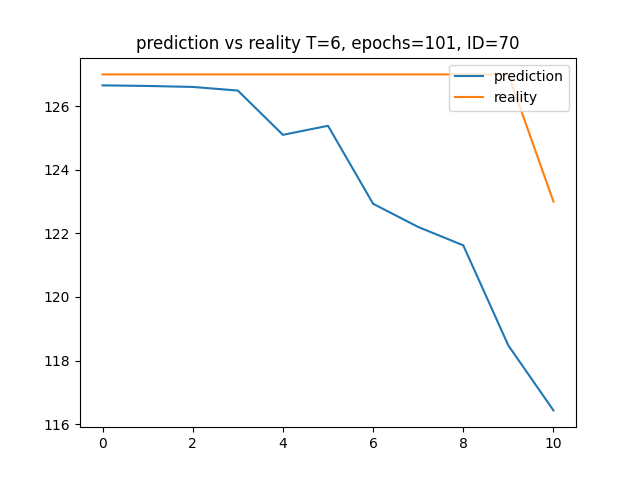 prediction vs reality T=6, epochs=101, ID=70
prediction
reality
126
124
122
120
118
116
0 2 4 6 8 10